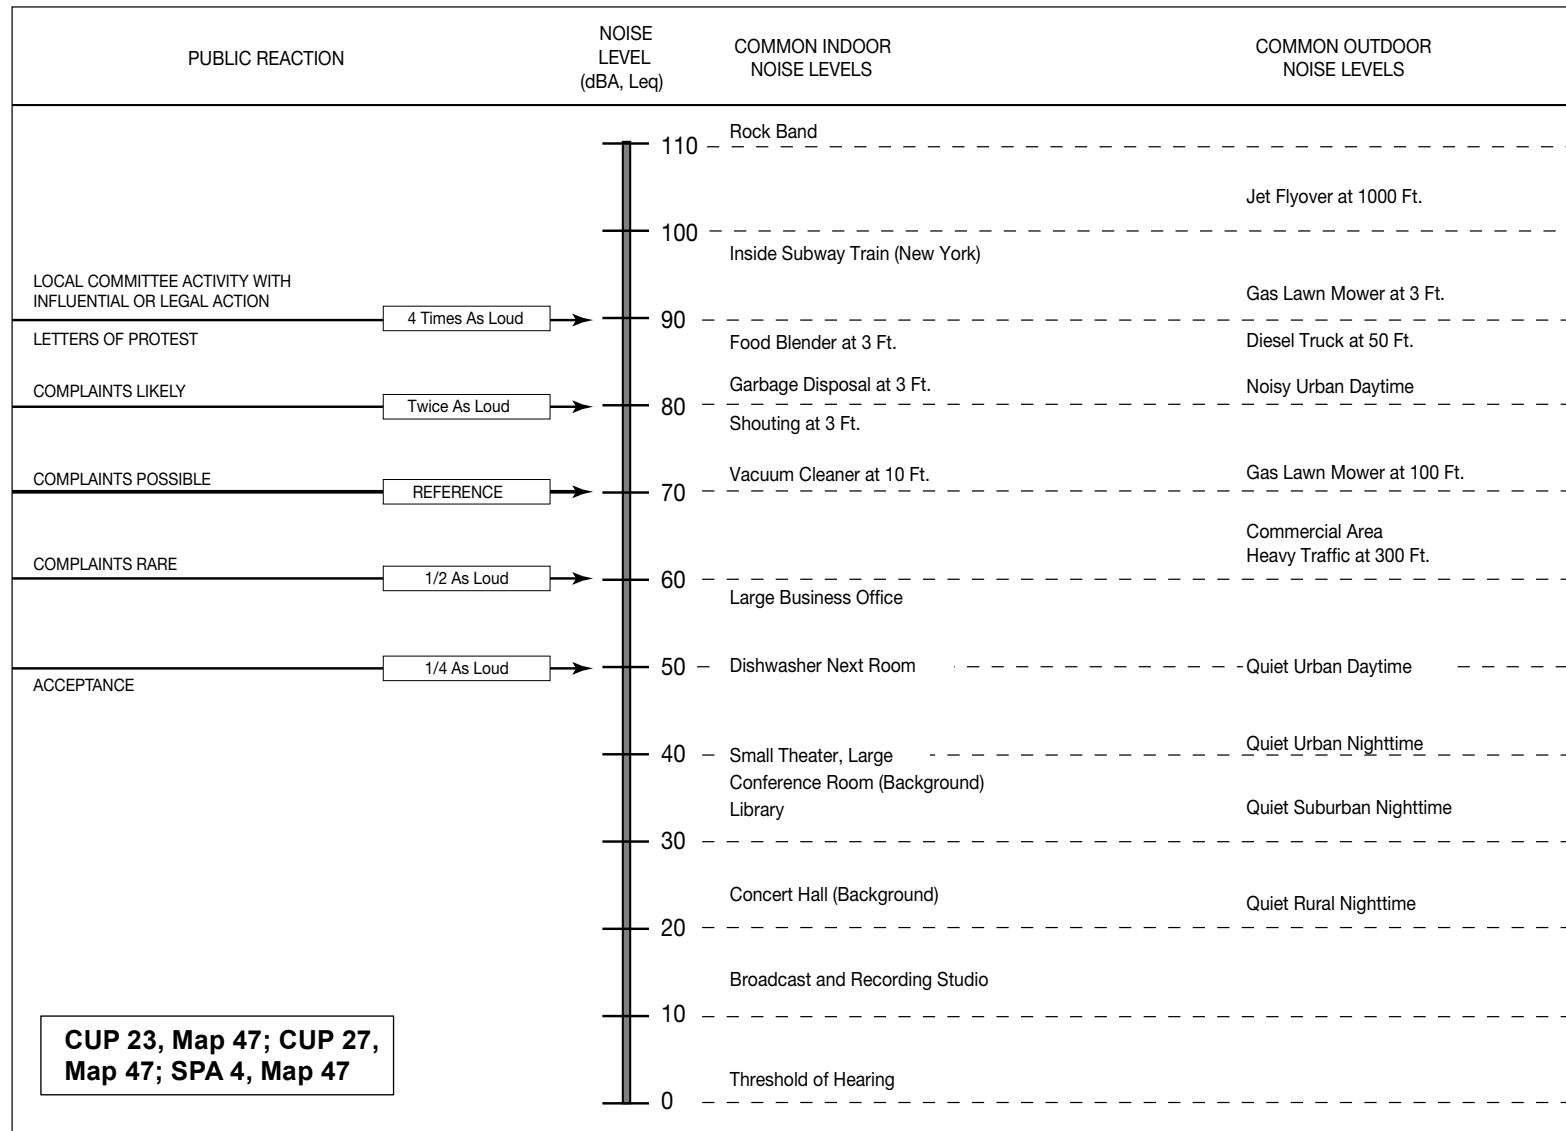 PUBLIC REACTION
NOISE
LEVEL
(dBA, Leq)
COMMON INDOOR
NOISE LEVELS
COMMON OUTDOOR
NOISE LEVELS
110
Rock Band
Jet Flyover at 1000 Ft.
100
Inside Subway Train (New York)
LOCAL COMMITTEE ACTIVITY WITH
INFLUENTIAL OR LEGAL ACTION
Gas Lawn Mower at 3 Ft.
4 Times As Loud
90
LETTERS OF PROTEST
Food Blender at 3 Ft.
Diesel Truck at 50 Ft.
COMPLAINTS LIKELY
Garbage Disposal at 3 Ft.
Noisy Urban Daytime
Twice As Loud
80
Shouting at 3 Ft.
COMPLAINTS POSSIBLE
Vacuum Cleaner at 10 Ft.
Gas Lawn Mower at 100 Ft.
REFERENCE
70
Commercial Area
Heavy Traffic at 300 Ft.
COMPLAINTS RARE
1/2 As Loud
60
Large Business Office
1/4 As Loud
50
Dishwasher Next Room
Quiet Urban Daytime
ACCEPTANCE
Quiet Urban Nighttime
40
Small Theater, Large
Conference Room (Background)
Library
Quiet Suburban Nighttime
30
Concert Hall (Background)
Quiet Rural Nighttime
20
Broadcast and Recording Studio
10
CUP 23, Map 47; CUP 27,
Map 47; SPA 4, Map 47
Threshold of Hearing
0